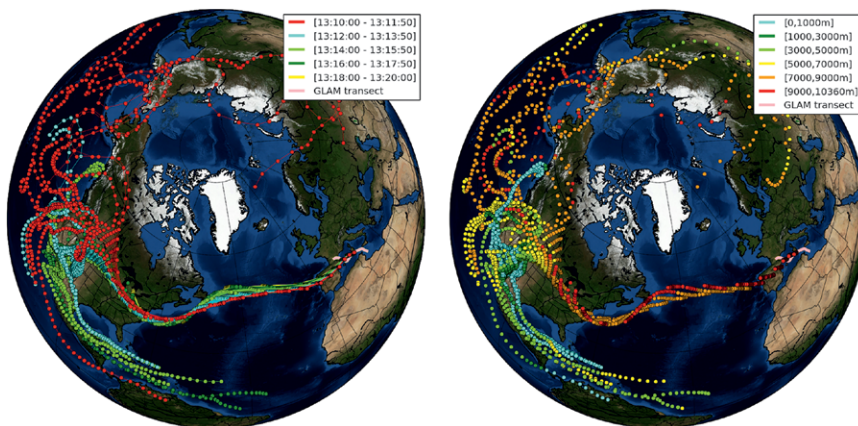 [13:10:00 - 13:11:50]
[13:12:00 - 13:13:50]
[13:14:00 - 13:15:50]
[13:16:00 - 13:17:50]
[13:18:00 - 13:20:00]
GLAM transect
[0,1000m]
[1000,3000m]
[3000,5000m]
[5000,7000m]
[7000,9000m]
[9000,10360m]
GLAM transect